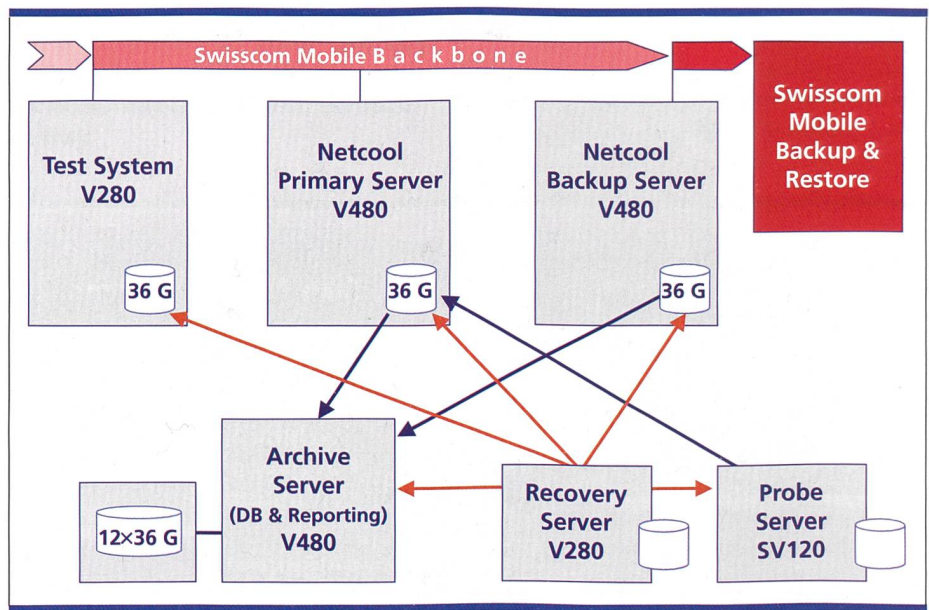 Swisscom Mobile B a c k b o n e
Swisscom
Mobile
Backup &
Restore
Test System
V280
36 G
Netcool
Primary Server
V480
36 G
Netcool
Backup Server
V480
36 G
12×36 G
Archive
Server
(DB & Reporting)
V480
Recovery
Server
V280
Probe
Server
SV120